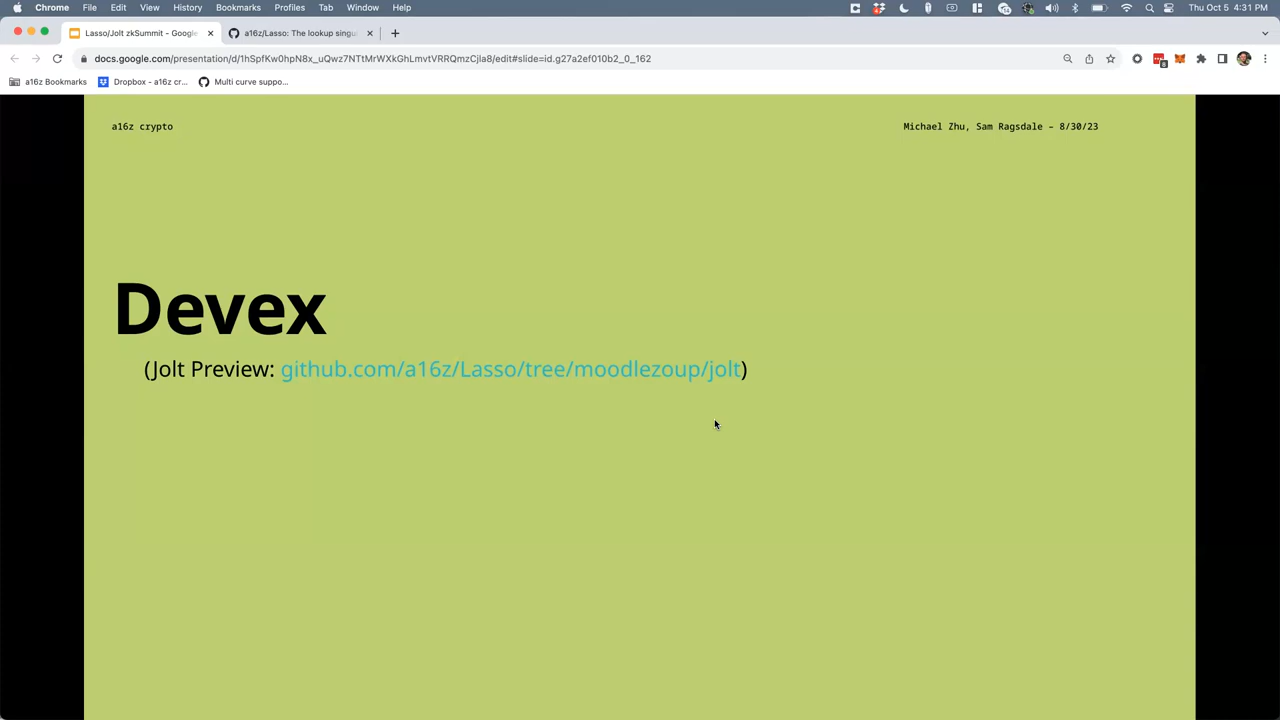 Chrome File Edit View History Bookmarks Profiles Tab Window Help Thu Oct 5 4:31 PM
Lasso/Jolt zkSummit - Google a16z/Lasso: The lookup singu
docs.google.com/presentation/d/1hSpfKw0hpN8x_uQwz7NTtMrWXkGhLmvtVRRQmzCjIa8/edit#slide=id.g27a2ef010b2_0_162
a16z Bookmarks Dropbox - a16z cr... Multi curve suppo...
a16z crypto Michael Zhu, Sam Ragsdale – 8/30/23
Devex
(Jolt Preview: github.com/a16z/Lasso/tree/moodlezoup/jolt)